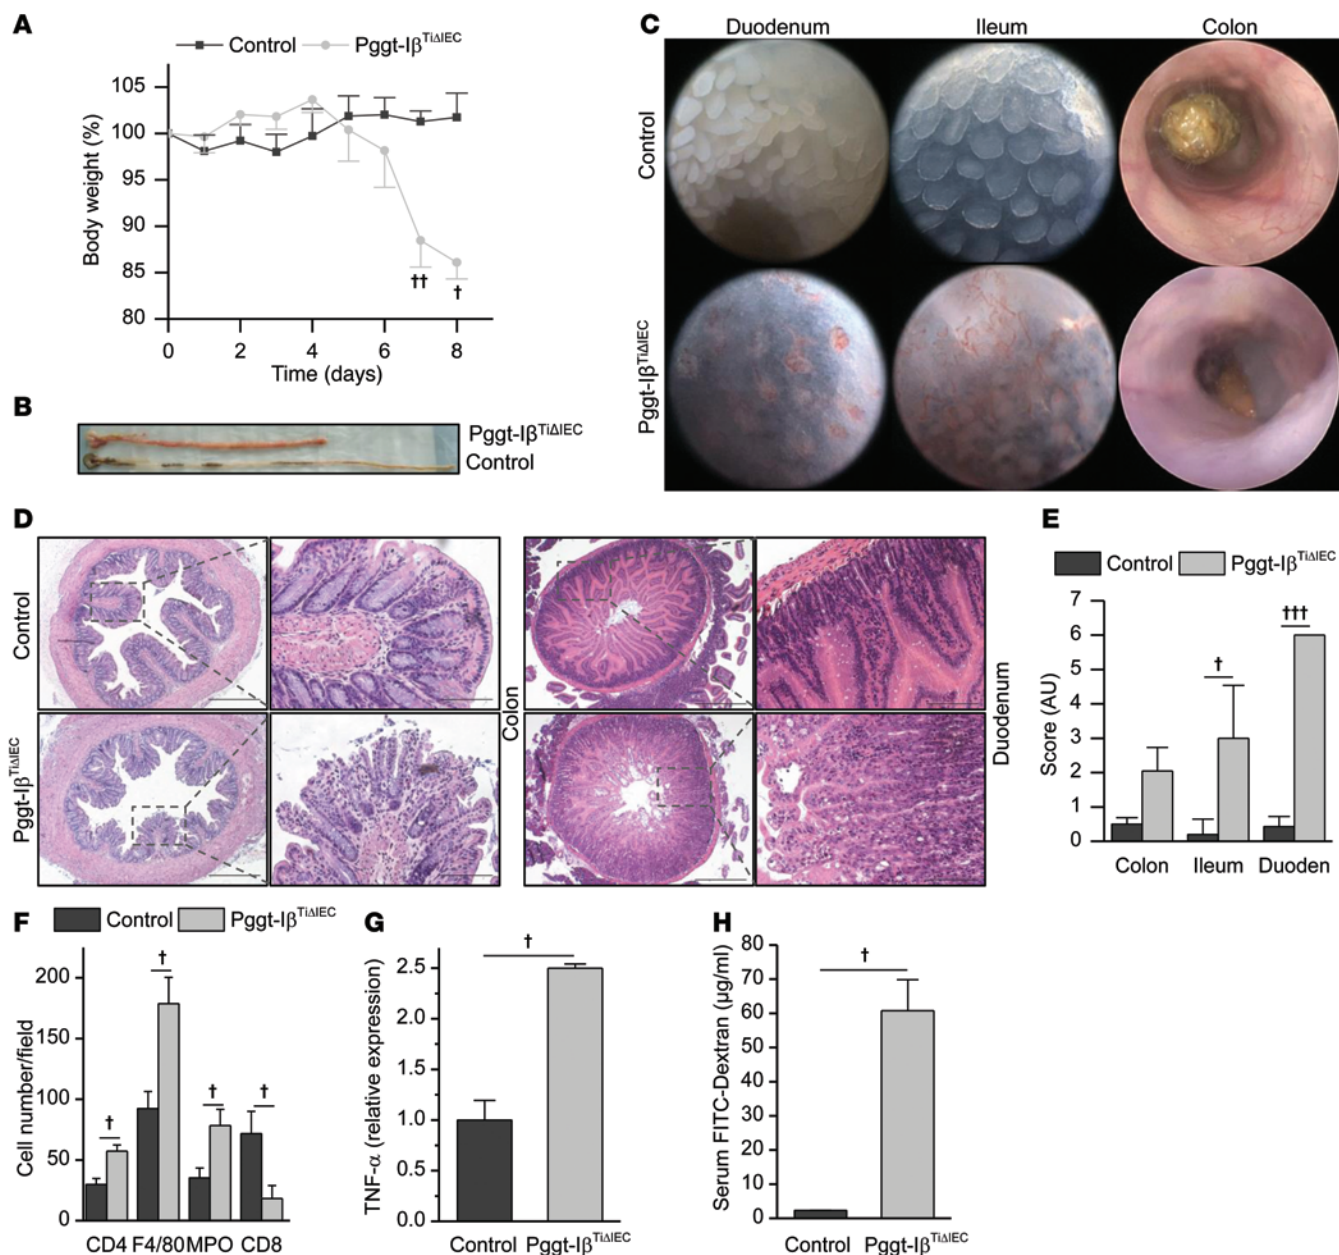 A
Control Pggt-Iβ^TiΔIEC
Body weight (%)
105
100
95
90
85
80
†† †
0 2 4 6 8
Time (days)
B
Pggt-Iβ^TiΔIEC
Control
C
Duodenum Ileum Colon
Control
Pggt-Iβ^TiΔIEC
D
Control
Pggt-Iβ^TiΔIEC
Colon
Duodenum
E
Control Pggt-Iβ^TiΔIEC
Score (AU)
7
6
5
4
3
2
1
0
†
†††
Colon Ileum Duoden
F
Control Pggt-Iβ^TiΔIEC
Cell number/field
200
150
100
50
0
† † † †
CD4 F4/80 MPO CD8
G
TNF-α (relative expression)
2.5
2.0
1.5
1.0
0.5
0.0
†
Control Pggt-Iβ^TiΔIEC
H
Serum FITC-Dextran (μg/ml)
80
70
60
50
40
30
20
10
0
†
Control Pggt-Iβ^TiΔIEC